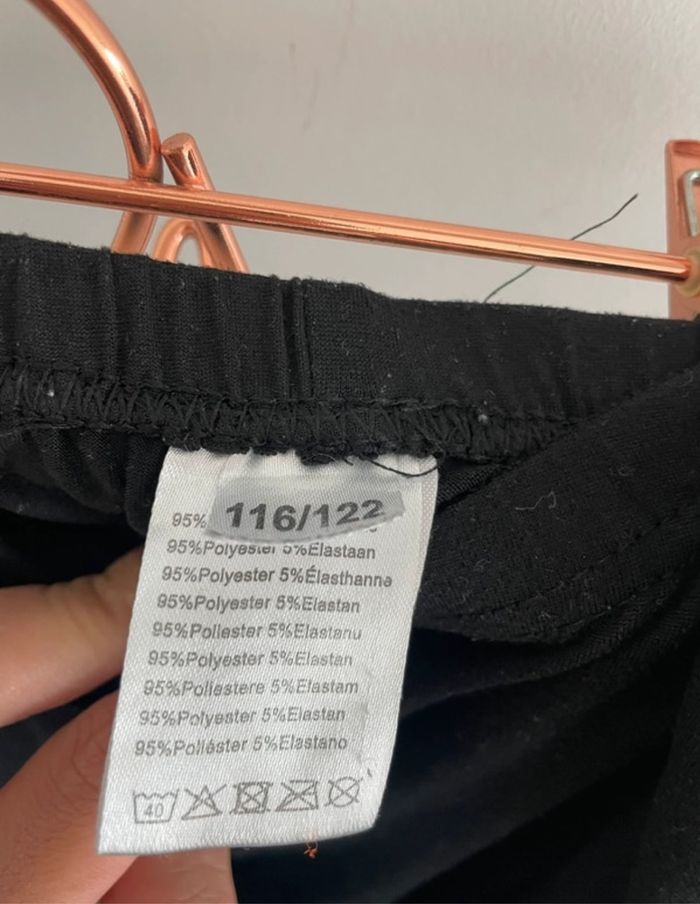 116/122
95%
95%Polyester 5%Elastaan
95%Polyester 5%Élasthanne
95%Polyester 5%Elastan
95%Poliester 5%Elastanu
95%Polyester 5%Elastan
95%Poliestere 5%Elastam
95%Polyester 5%Elastan
95%Poliéster 5%Elastano
40